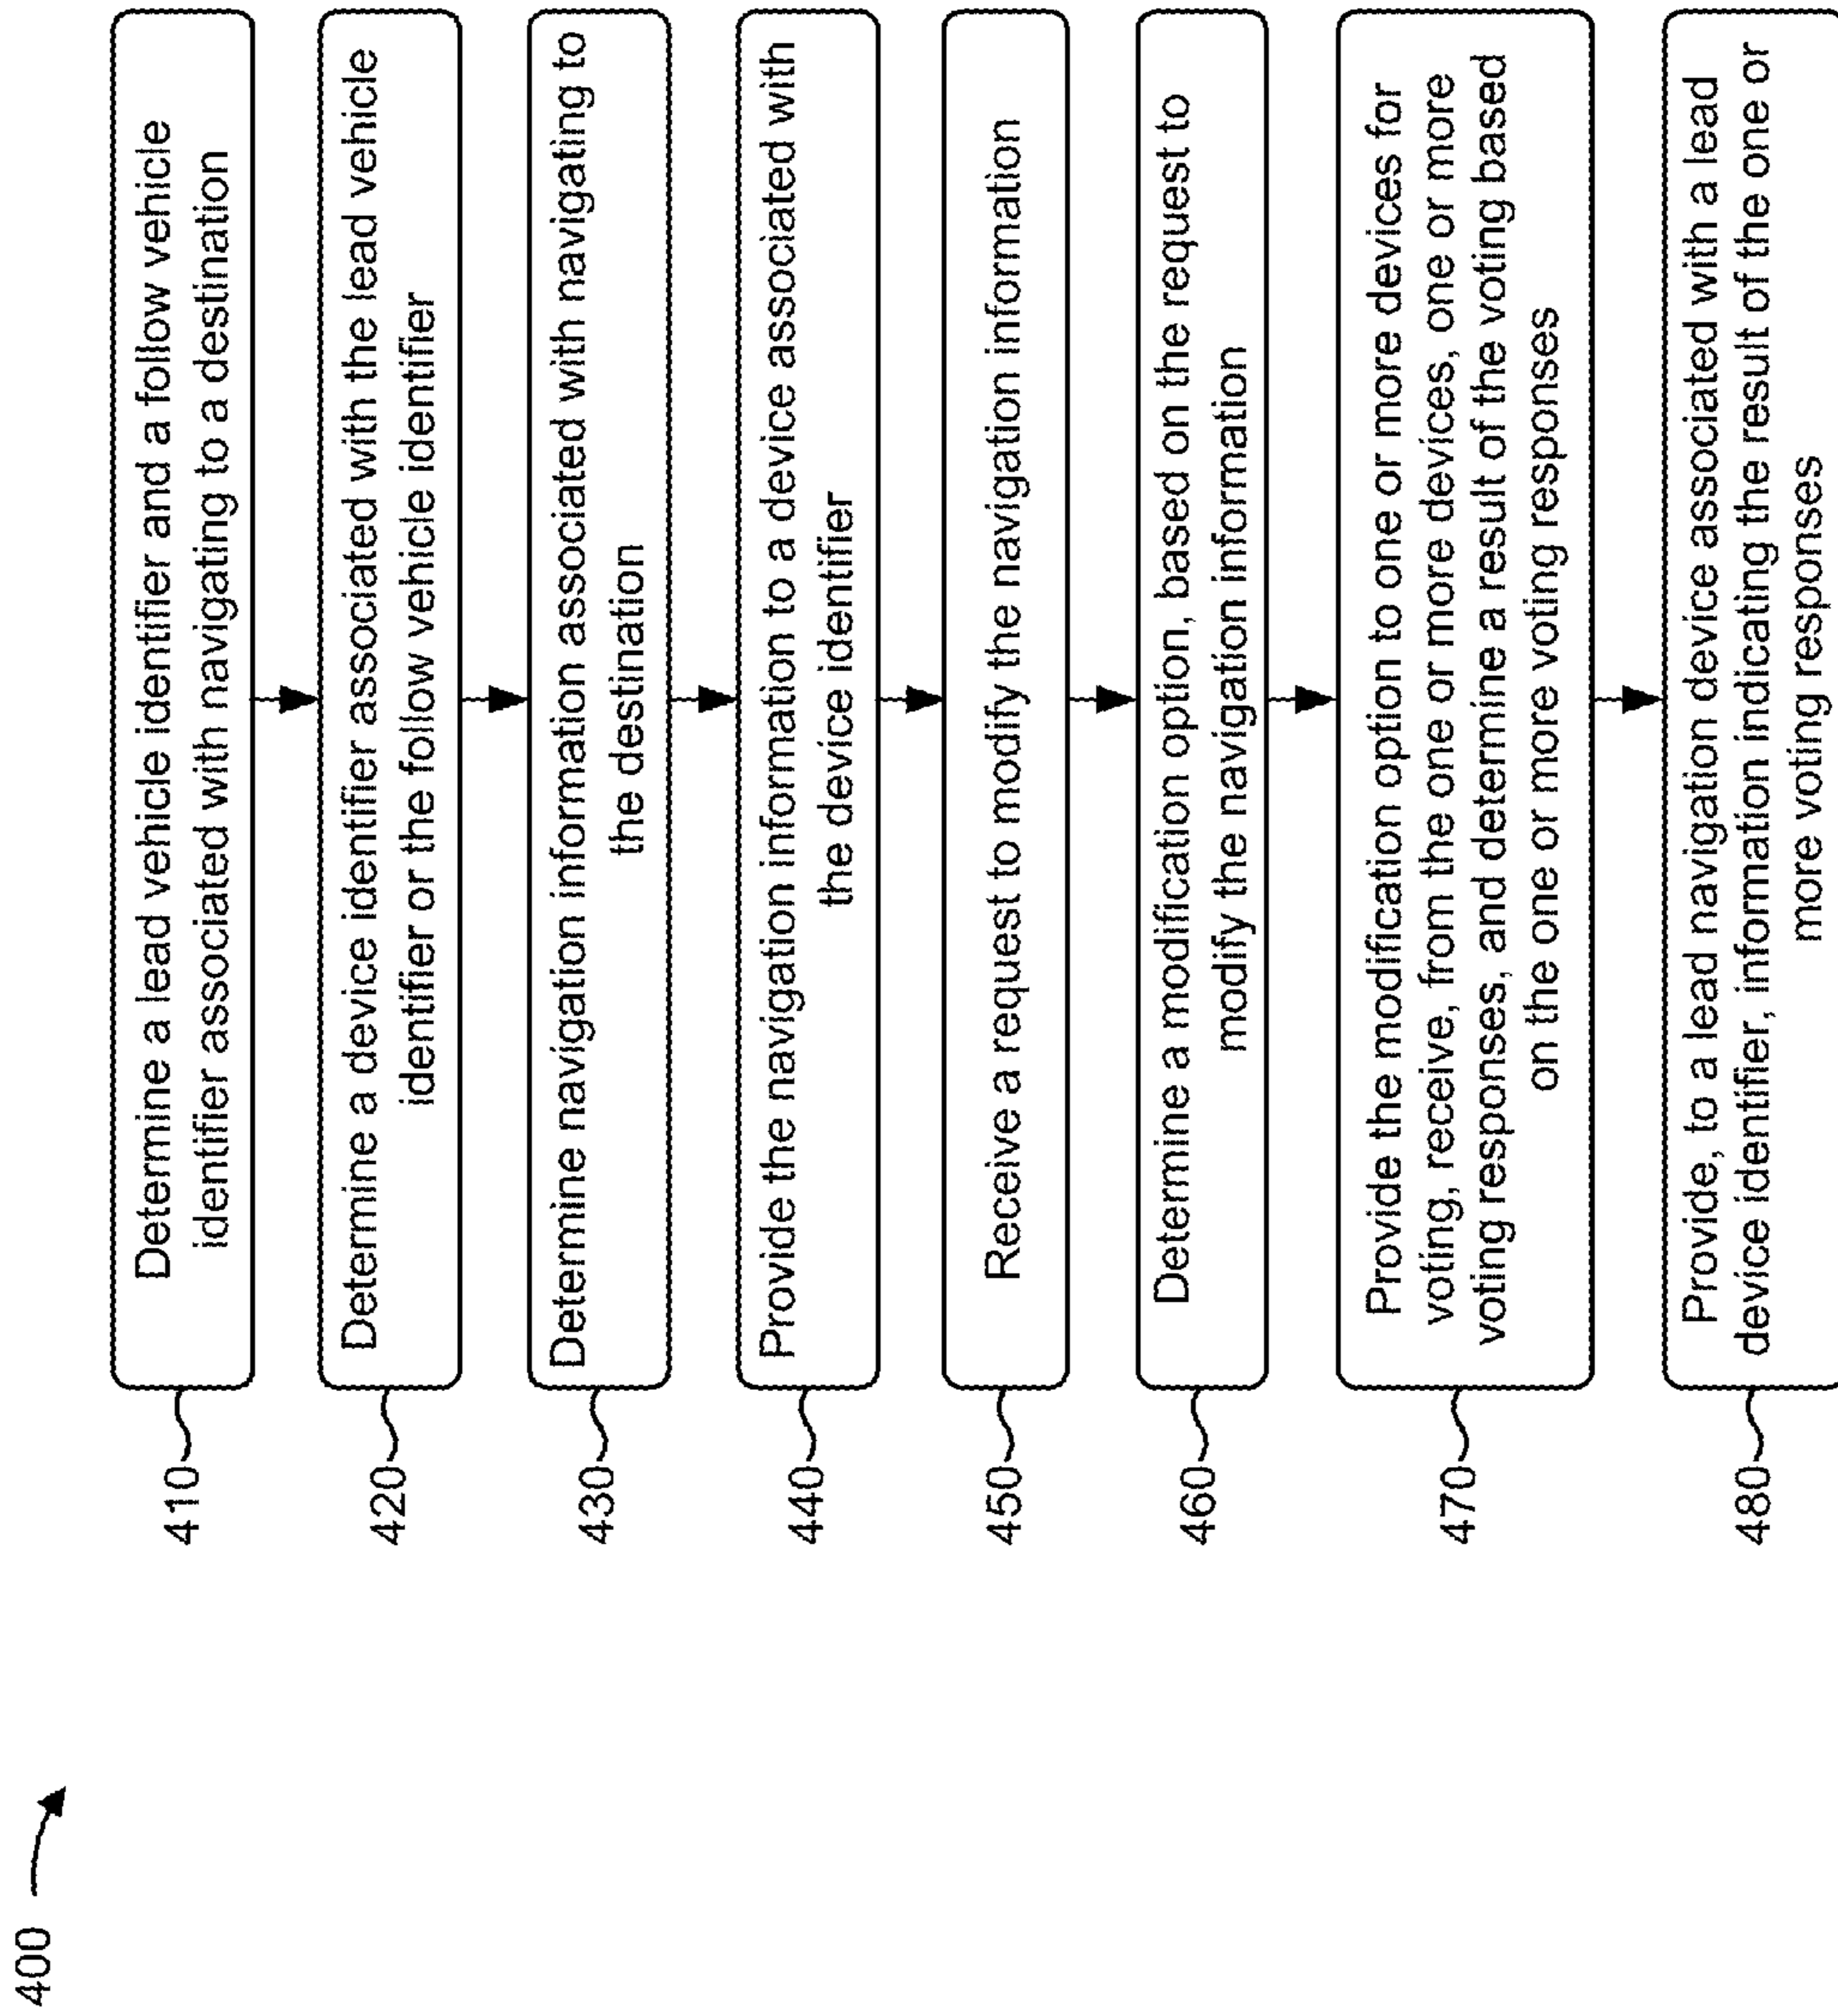 400
410
Determine a lead vehicle identifier and a follow vehicle
identifier associated with navigating to a destination
420
Determine a device identifier associated with the lead vehicle
identifier or the follow vehicle identifier
430
Determine navigation information associated with navigating to
the destination
440
Provide the navigation information to a device associated with
the device identifier
450
Receive a request to modify the navigation information
460
Determine a modification option, based on the request to
modify the navigation information
470
Provide the modification option to one or more devices for
voting, receive, from the one or more devices, one or more
voting responses, and determine a result of the voting based
on the one or more voting responses
480
Provide, to a lead navigation device associated with a lead
device identifier, information indicating the result of the one or
more voting responses